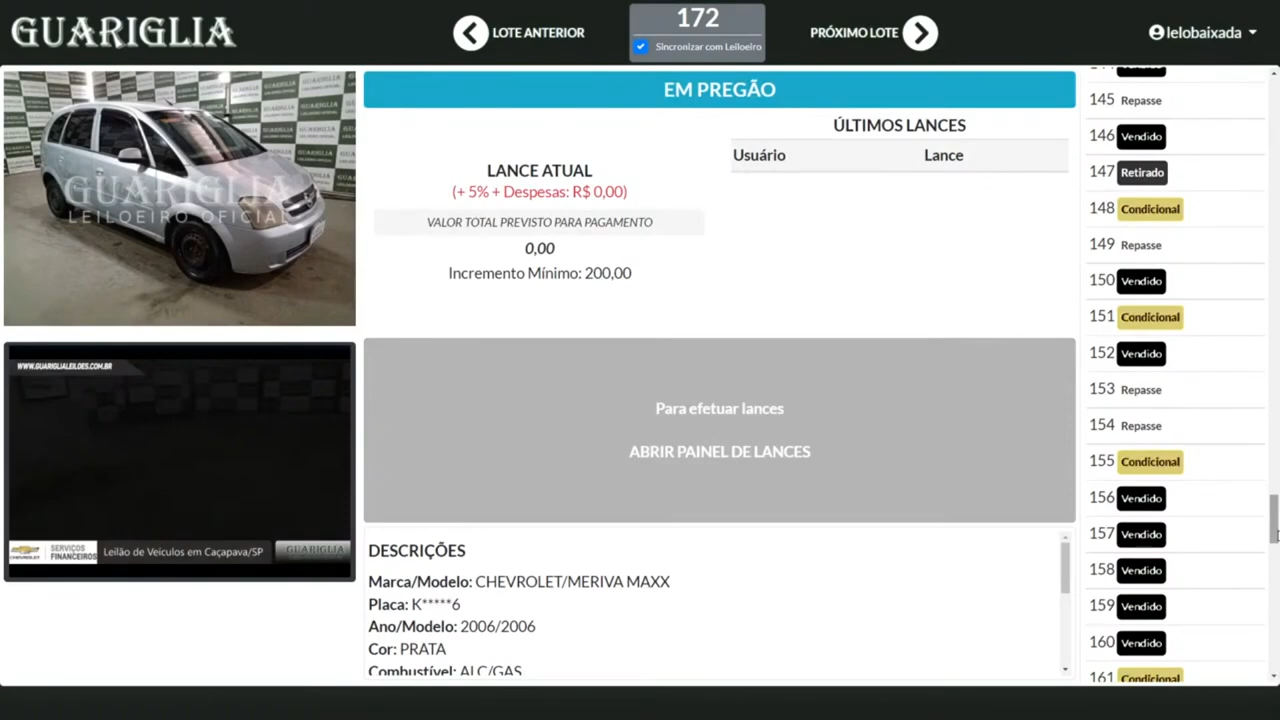 GUARIGLIA
LOTE ANTERIOR
172
Sincronizar com Leiloeiro
PRÓXIMO LOTE
lelobaixada
GUARIGLIA
LEILOEIRO OFICIAL
EM PREGÃO
LANCE ATUAL
(+ 5% + Despesas: R$ 0,00)
VALOR TOTAL PREVISTO PARA PAGAMENTO
0,00
Incremento Mínimo: 200,00
ÚLTIMOS LANCES
Usuário Lance
WWW.GUARIGLIALEILOES.COM.BR
CHEVROLET
SERVIÇOS
FINANCEIROS
Leilão de Veiculos em Caçapava/SP
GUARIGLIA
Para efetuar lances
ABRIR PAINEL DE LANCES
DESCRIÇÕES
Marca/Modelo: CHEVROLET/MERIVA MAXX
Placa: K*****6
Ano/Modelo: 2006/2006
Cor: PRATA
Combustível: ALC/GAS
145 Repasse
146 Vendido
147 Retirado
148 Condicional
149 Repasse
150 Vendido
151 Condicional
152 Vendido
153 Repasse
154 Repasse
155 Condicional
156 Vendido
157 Vendido
158 Vendido
159 Vendido
160 Vendido
161 Condicional